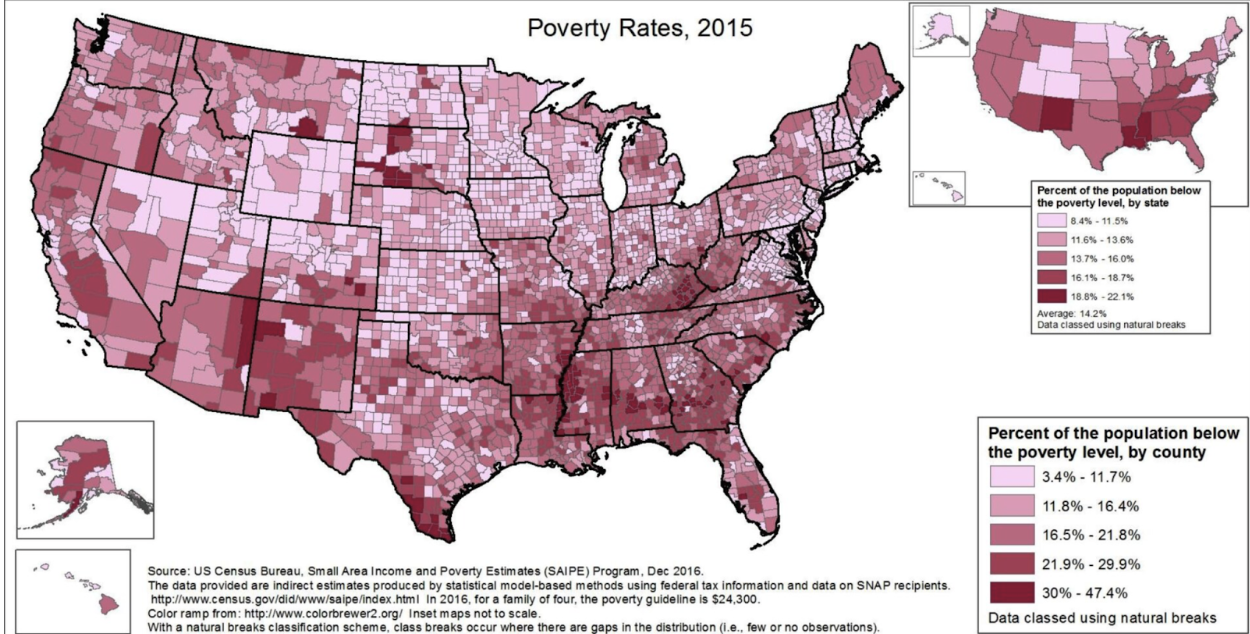 Poverty Rates, 2015
Percent of the population below
the poverty level, by state
8.4% - 11.5%
11.6% - 13.6%
13.7% - 16.0%
16.1% - 18.7%
18.8% - 22.1%
Average: 14.2%
Data classed using natural breaks
Percent of the population below
the poverty level, by county
3.4% - 11.7%
11.8% - 16.4%
16.5% - 21.8%
21.9% - 29.9%
30% - 47.4%
Data classed using natural breaks
Source: US Census Bureau, Small Area Income and Poverty Estimates (SAIPE) Program, Dec 2016.
The data provided are indirect estimates produced by statistical model-based methods using federal tax information and data on SNAP recipients.
http://www.census.gov/did/www/saipe/index.html In 2016, for a family of four, the poverty guideline is $24,300.
Color ramp from: http://www.colorbrewer2.org/ Inset maps not to scale.
With a natural breaks classification scheme, class breaks occur where there are gaps in the distribution (i.e., few or no observations).